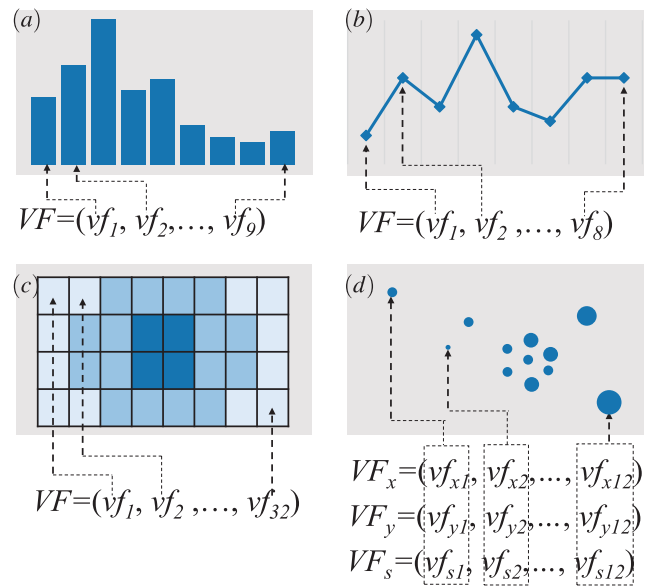 (a)
VF=(vf1, vf2,…, vf9)
(b)
VF=(vf1, vf2 ,…, vf8)
(c)
VF=(vf1, vf2 ,…, vf32)
(d)
VFx=(vfx1, vfx2,…, vfx12)
VFy=(vfy1, vfy2,…, vfy12)
VFs=(vfs1, vfs2,…, vfs12)